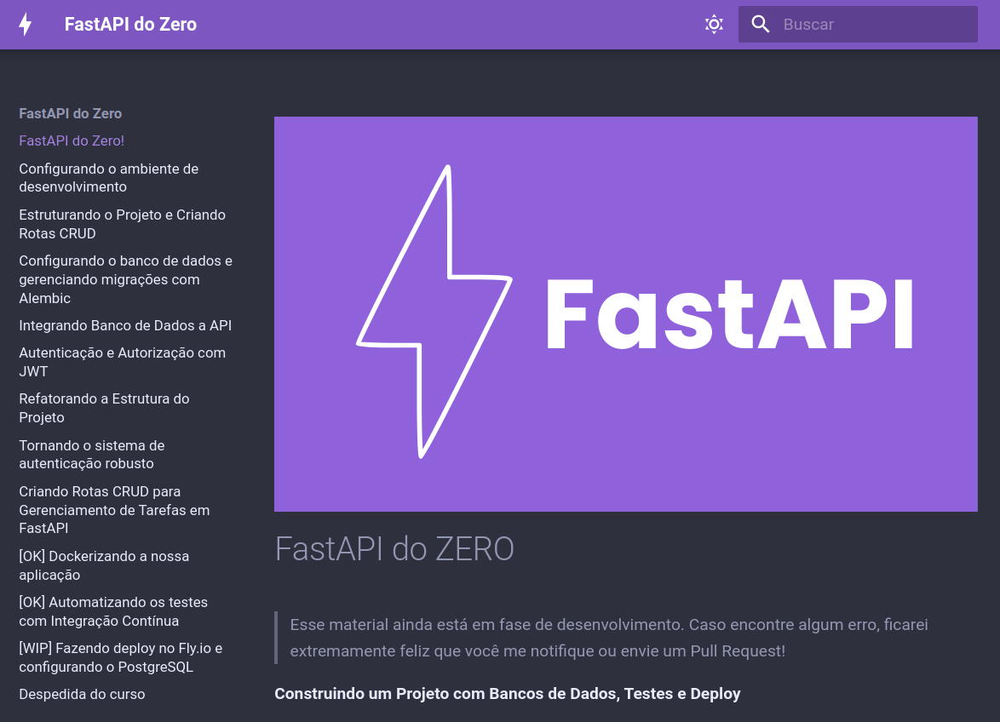 FastAPI do Zero
Buscar
FastAPI do Zero
FastAPI do Zero!
Configurando o ambiente de
desenvolvimento
Estruturando o Projeto e Criando
Rotas CRUD
Configurando o banco de dados e
gerenciando migrações com
Alembic
Integrando Banco de Dados a API
Autenticação e Autorização com
JWT
Refatorando a Estrutura do
Projeto
Tornando o sistema de
autenticação robusto
Criando Rotas CRUD para
Gerenciamento de Tarefas em
FastAPI
[OK] Dockerizando a nossa
aplicação
[OK] Automatizando os testes
com Integração Contínua
[WIP] Fazendo deploy no Fly.io e
configurando o PostgreSQL
Despedida do curso
FastAPI
FastAPI do ZERO
Esse material ainda está em fase de desenvolvimento. Caso encontre algum erro, ficarei
extremamente feliz que você me notifique ou envie um Pull Request!
Construindo um Projeto com Bancos de Dados, Testes e Deploy